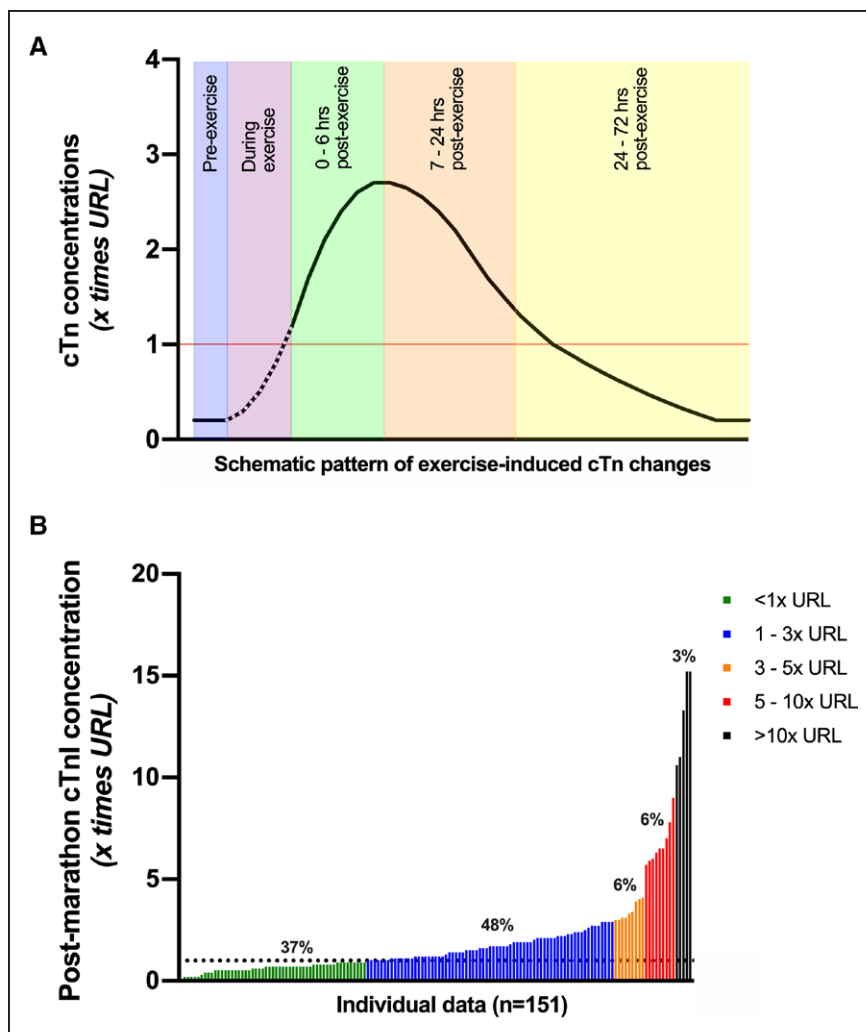 A
cTn concentrations
(x times URL)
4
3
2
1
0
Pre-exercise
During
exercise
0 - 6 hrs
post-exercise
7 - 24 hrs
post-exercise
24 - 72 hrs
post-exercise
Schematic pattern of exercise-induced cTn changes
B
Post-marathon cTnI concentration
(x times URL)
20
15
10
5
0
37%
48%
6%
6%
3%
<1x URL
1 - 3x URL
3 - 5x URL
5 - 10x URL
>10x URL
Individual data (n=151)